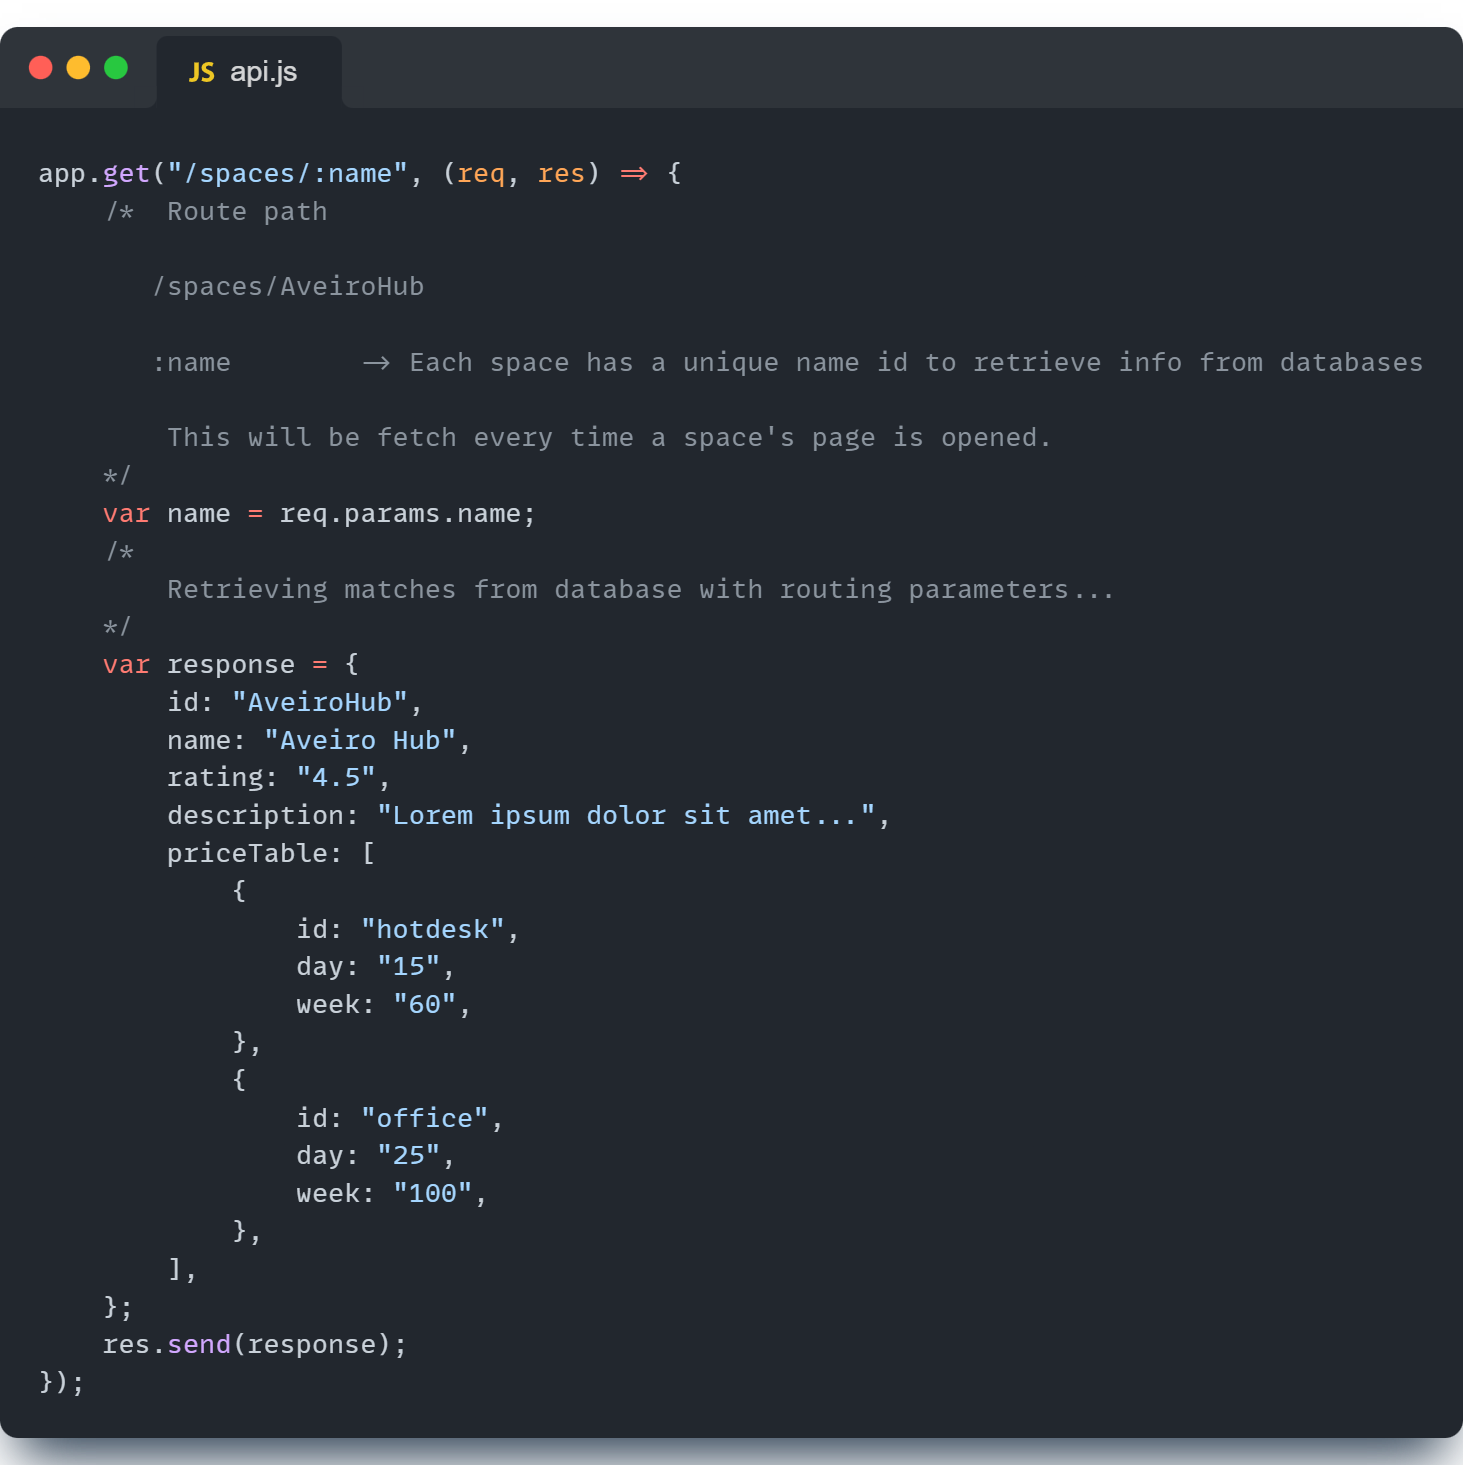 JS api.js
app.get("/spaces/:name", (req, res) => {
    /*  Route path

       /spaces/AveiroHub

       :name        -> Each space has a unique name id to retrieve info from databases

        This will be fetch every time a space's page is opened.
    */
    var name = req.params.name;
    /*
        Retrieving matches from database with routing parameters...
    */
    var response = {
        id: "AveiroHub",
        name: "Aveiro Hub",
        rating: "4.5",
        description: "Lorem ipsum dolor sit amet...",
        priceTable: [
            {
                id: "hotdesk",
                day: "15",
                week: "60",
            },
            {
                id: "office",
                day: "25",
                week: "100",
            },
        ],
    };
    res.send(response);
});